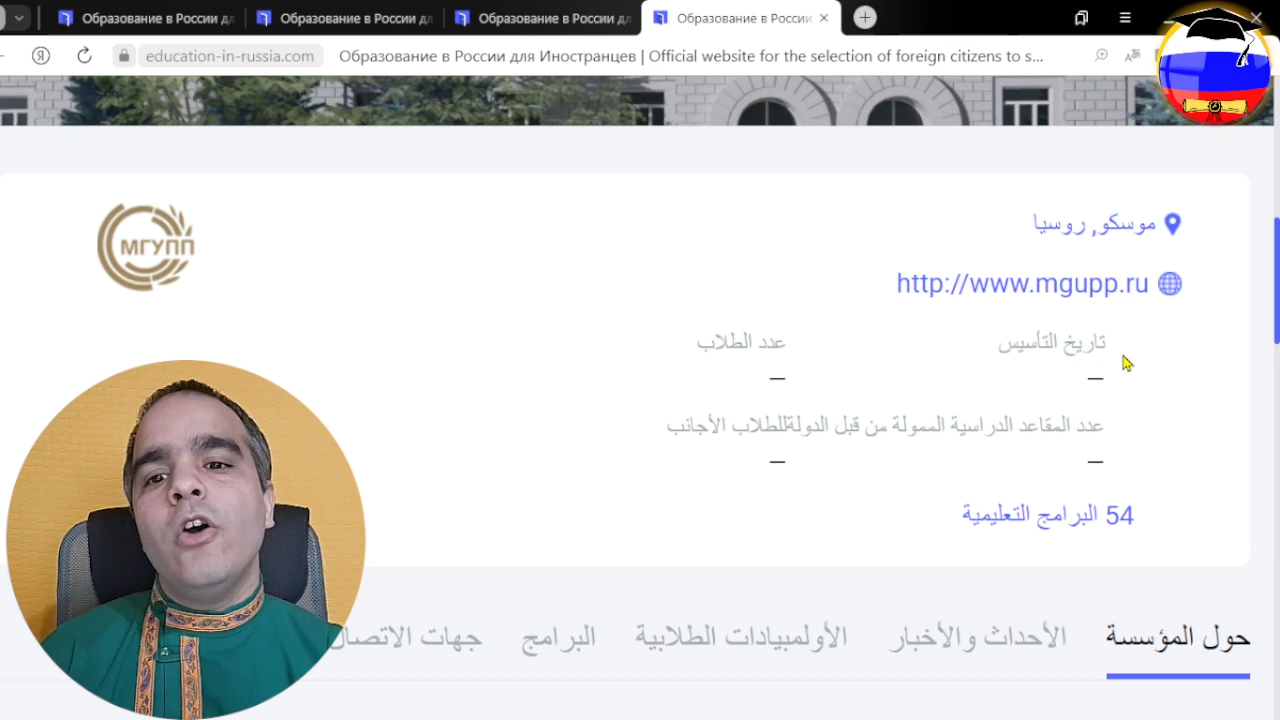 Образование в России дл
Образование в России дл
Образование в России дл
Образование в России
education-in-russia.com
Образование в России для Иностранцев | Official website for the selection of foreign citizens to s...
МГУПП
موسكو, روسيا
http://www.mgupp.ru
تاريخ التأسيس
عدد الطلاب
—
—
عدد المقاعد الدراسية الممولة من قبل الدولة
للطلاب الأجانب
—
—
54 البرامج التعليمية
حول المؤسسة
الأحداث والأخبار
الأولمبيادات الطلابية
البرامج
جهات الاتصال